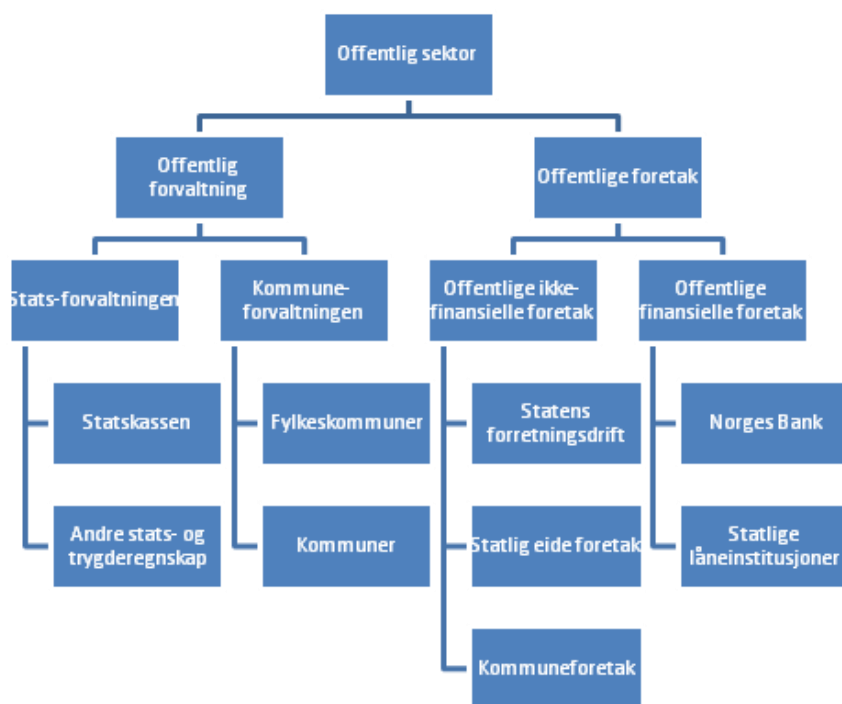 Offentlig sektor
Offentlig
forvaltning
Offentlige foretak
Stats-forvaltningen
Kommune-
forvaltningen
Offentlige ikke-
finansielle foretak
Offentlige
finansielle foretak
Statskassen
Fylkeskommuner
Statens
forretningsdrift
Norges Bank
Andre stats- og
trygderegnskap
Kommuner
Statlig eide foretak
Statlige
låneinstitusjoner
Kommuneforetak